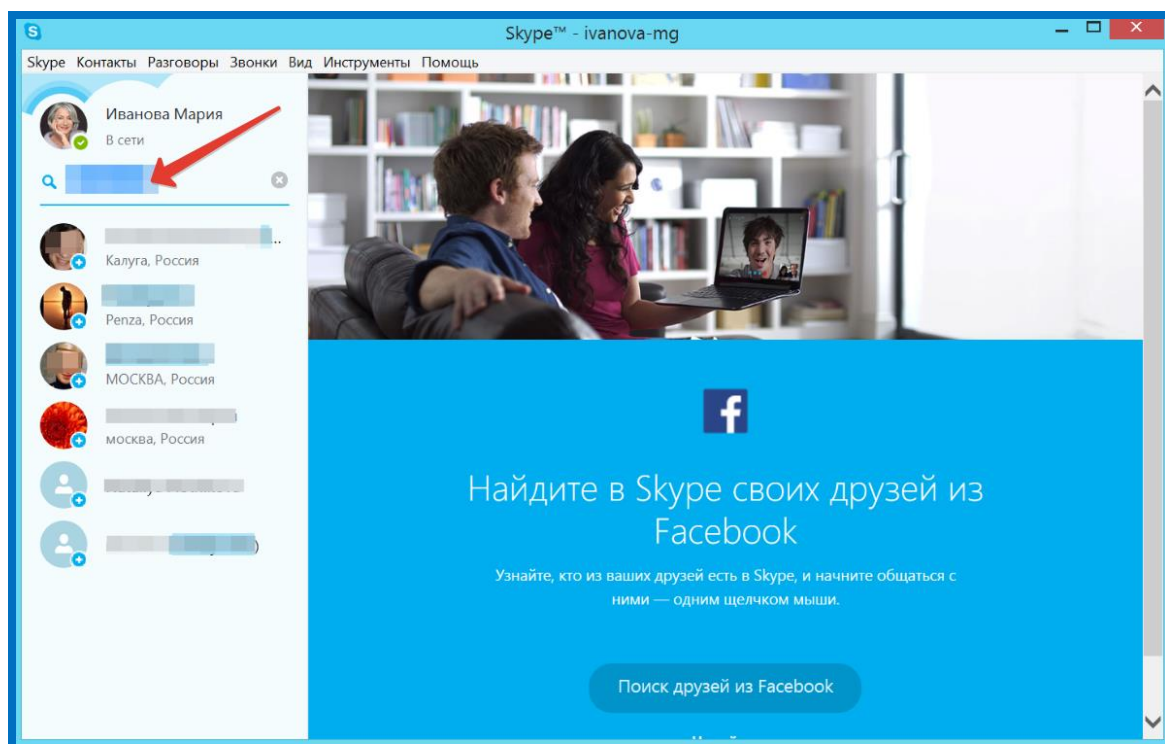 Skype™ - ivanova-mg
Skype Контакты Разговоры Звонки Вид Инструменты Помощь
Иванова Мария
В сети
Калуга, Россия
Penza, Россия
МОСКВА, Россия
москва, Россия
Найдите в Skype своих друзей из
Facebook
Узнайте, кто из ваших друзей есть в Skype, и начните общаться с
ними — одним щелчком мыши.
Поиск друзей из Facebook